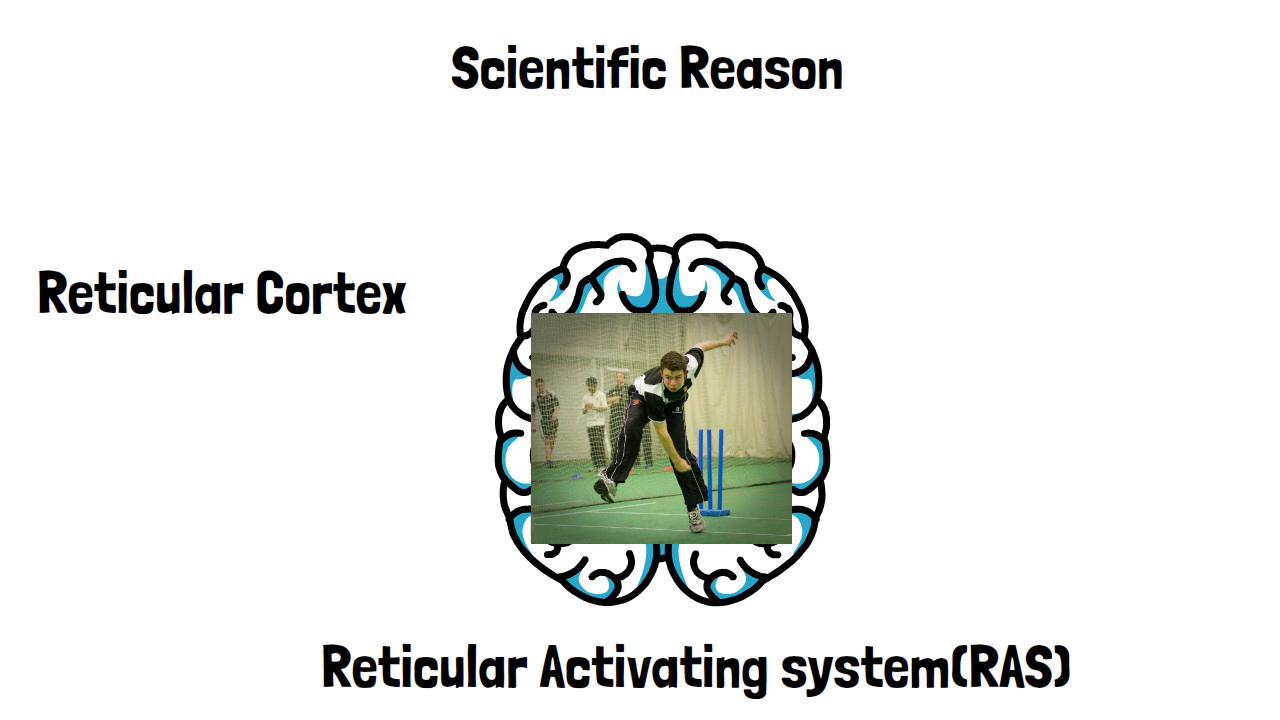 Scientific Reason
Reticular Cortex
Reticular Activating system(RAS)